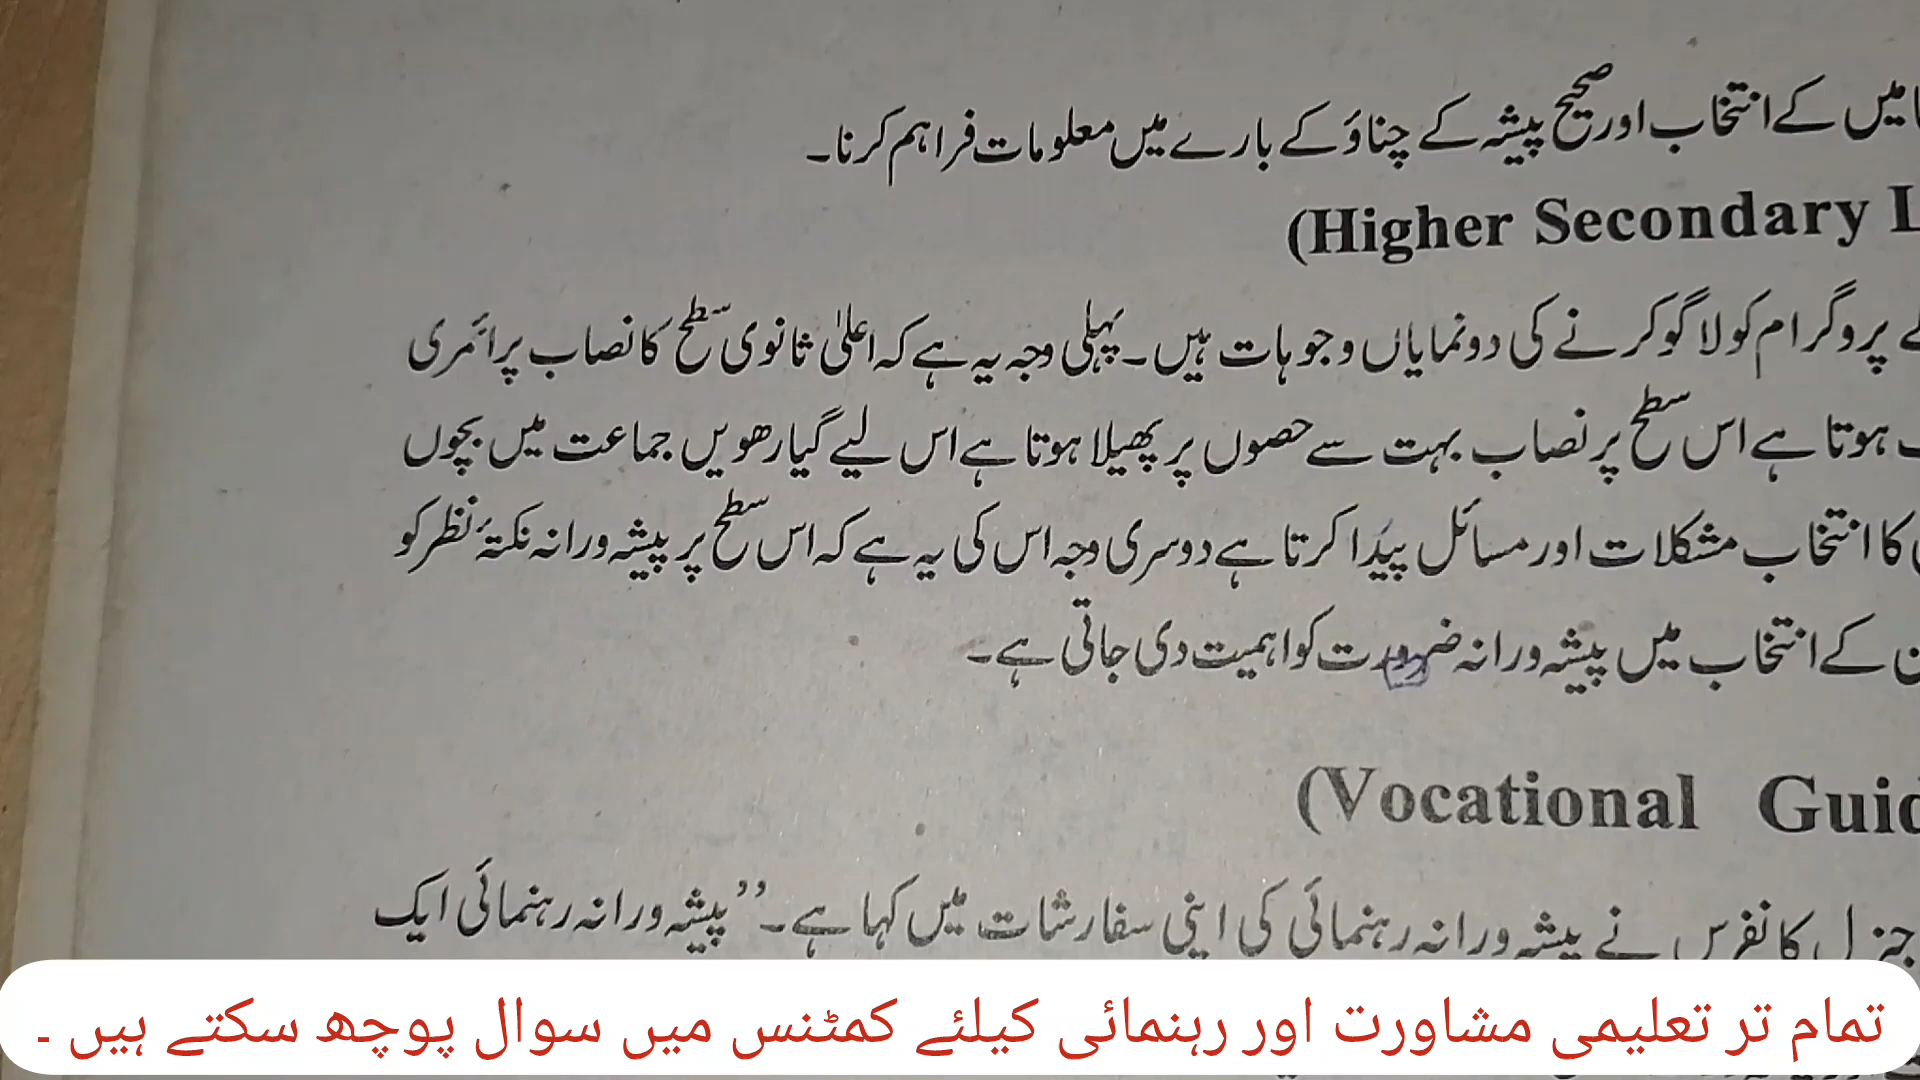 کے انتخاب اور صحیح پیشہ کے چناؤ کے بارے میں معلومات فراہم کرنا۔
(Higher Secondary
پروگرام کو لاگو کرنے کی دو نمایاں وجوہات ہیں۔ پہلی وجہ یہ ہے کہ اعلیٰ ثانوی سطح کا نصاب پرائمری
ہوتا ہے اس سطح پر نصاب بہت سے حصوں پر پھیلا ہوتا ہے اس لیے گیارھویں جماعت میں بچوں
کا انتخاب مشکلات اور مسائل پیدا کرتا ہے دوسری وجہ اس کی یہ ہے کہ اس سطح پر پیشہ ورانہ نکتۂ نظر کو
کے انتخاب میں پیشہ ورانہ ضرورت کو اہمیت دی جاتی ہے۔
(Vocational Guid
جنرل کانفرس نے پیشہ ورانہ رہنمائی کی اپنی سفارشات میں کہا ہے۔ ’’پیشہ ورانہ رہنمائی ایک
تمام تر تعلیمی مشاورت اور رہنمائی کیلئے کمٹنس میں سوال پوچھ سکتے ہیں ۔